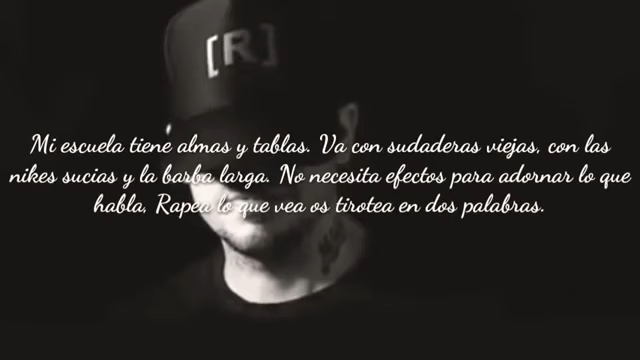 [R]
Mi escuela tiene almas y tablas. Va con sudaderas viejas, con las
nikes sucias y la barba larga. No necesita efectos para adornar lo que
habla, Rapea lo que vea os tirotea en dos palabras.